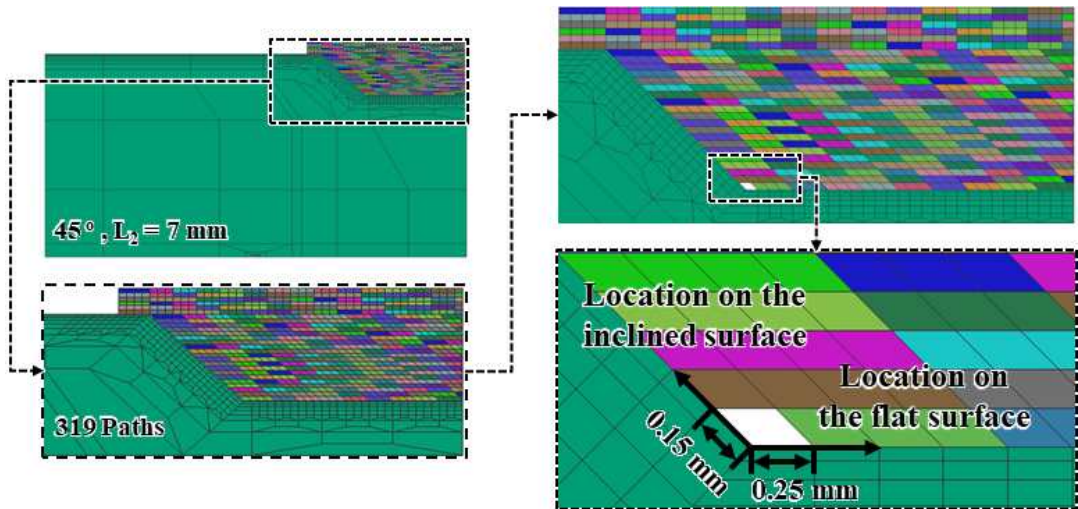 45°, L₂ = 7 mm
319 Paths
Location on the
inclined surface
Location on
the flat surface
0.15 mm
0.25 mm